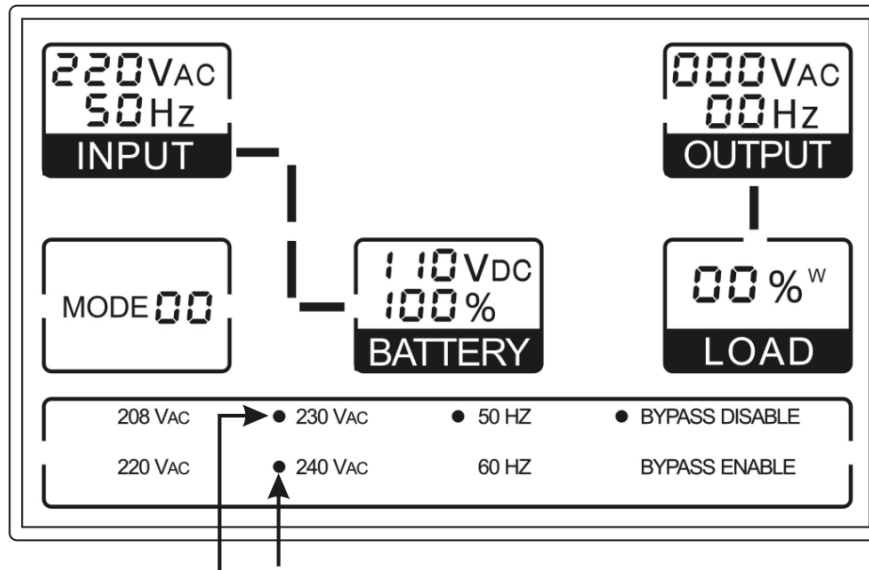 220VAC
50Hz
INPUT
000VAC
00Hz
OUTPUT
MODE 00
110VDC
100%
BATTERY
00%W
LOAD
208 VAC ● 230 VAC ● 50 HZ ● BYPASS DISABLE
220 VAC ● 240 VAC 60 HZ BYPASS ENABLE